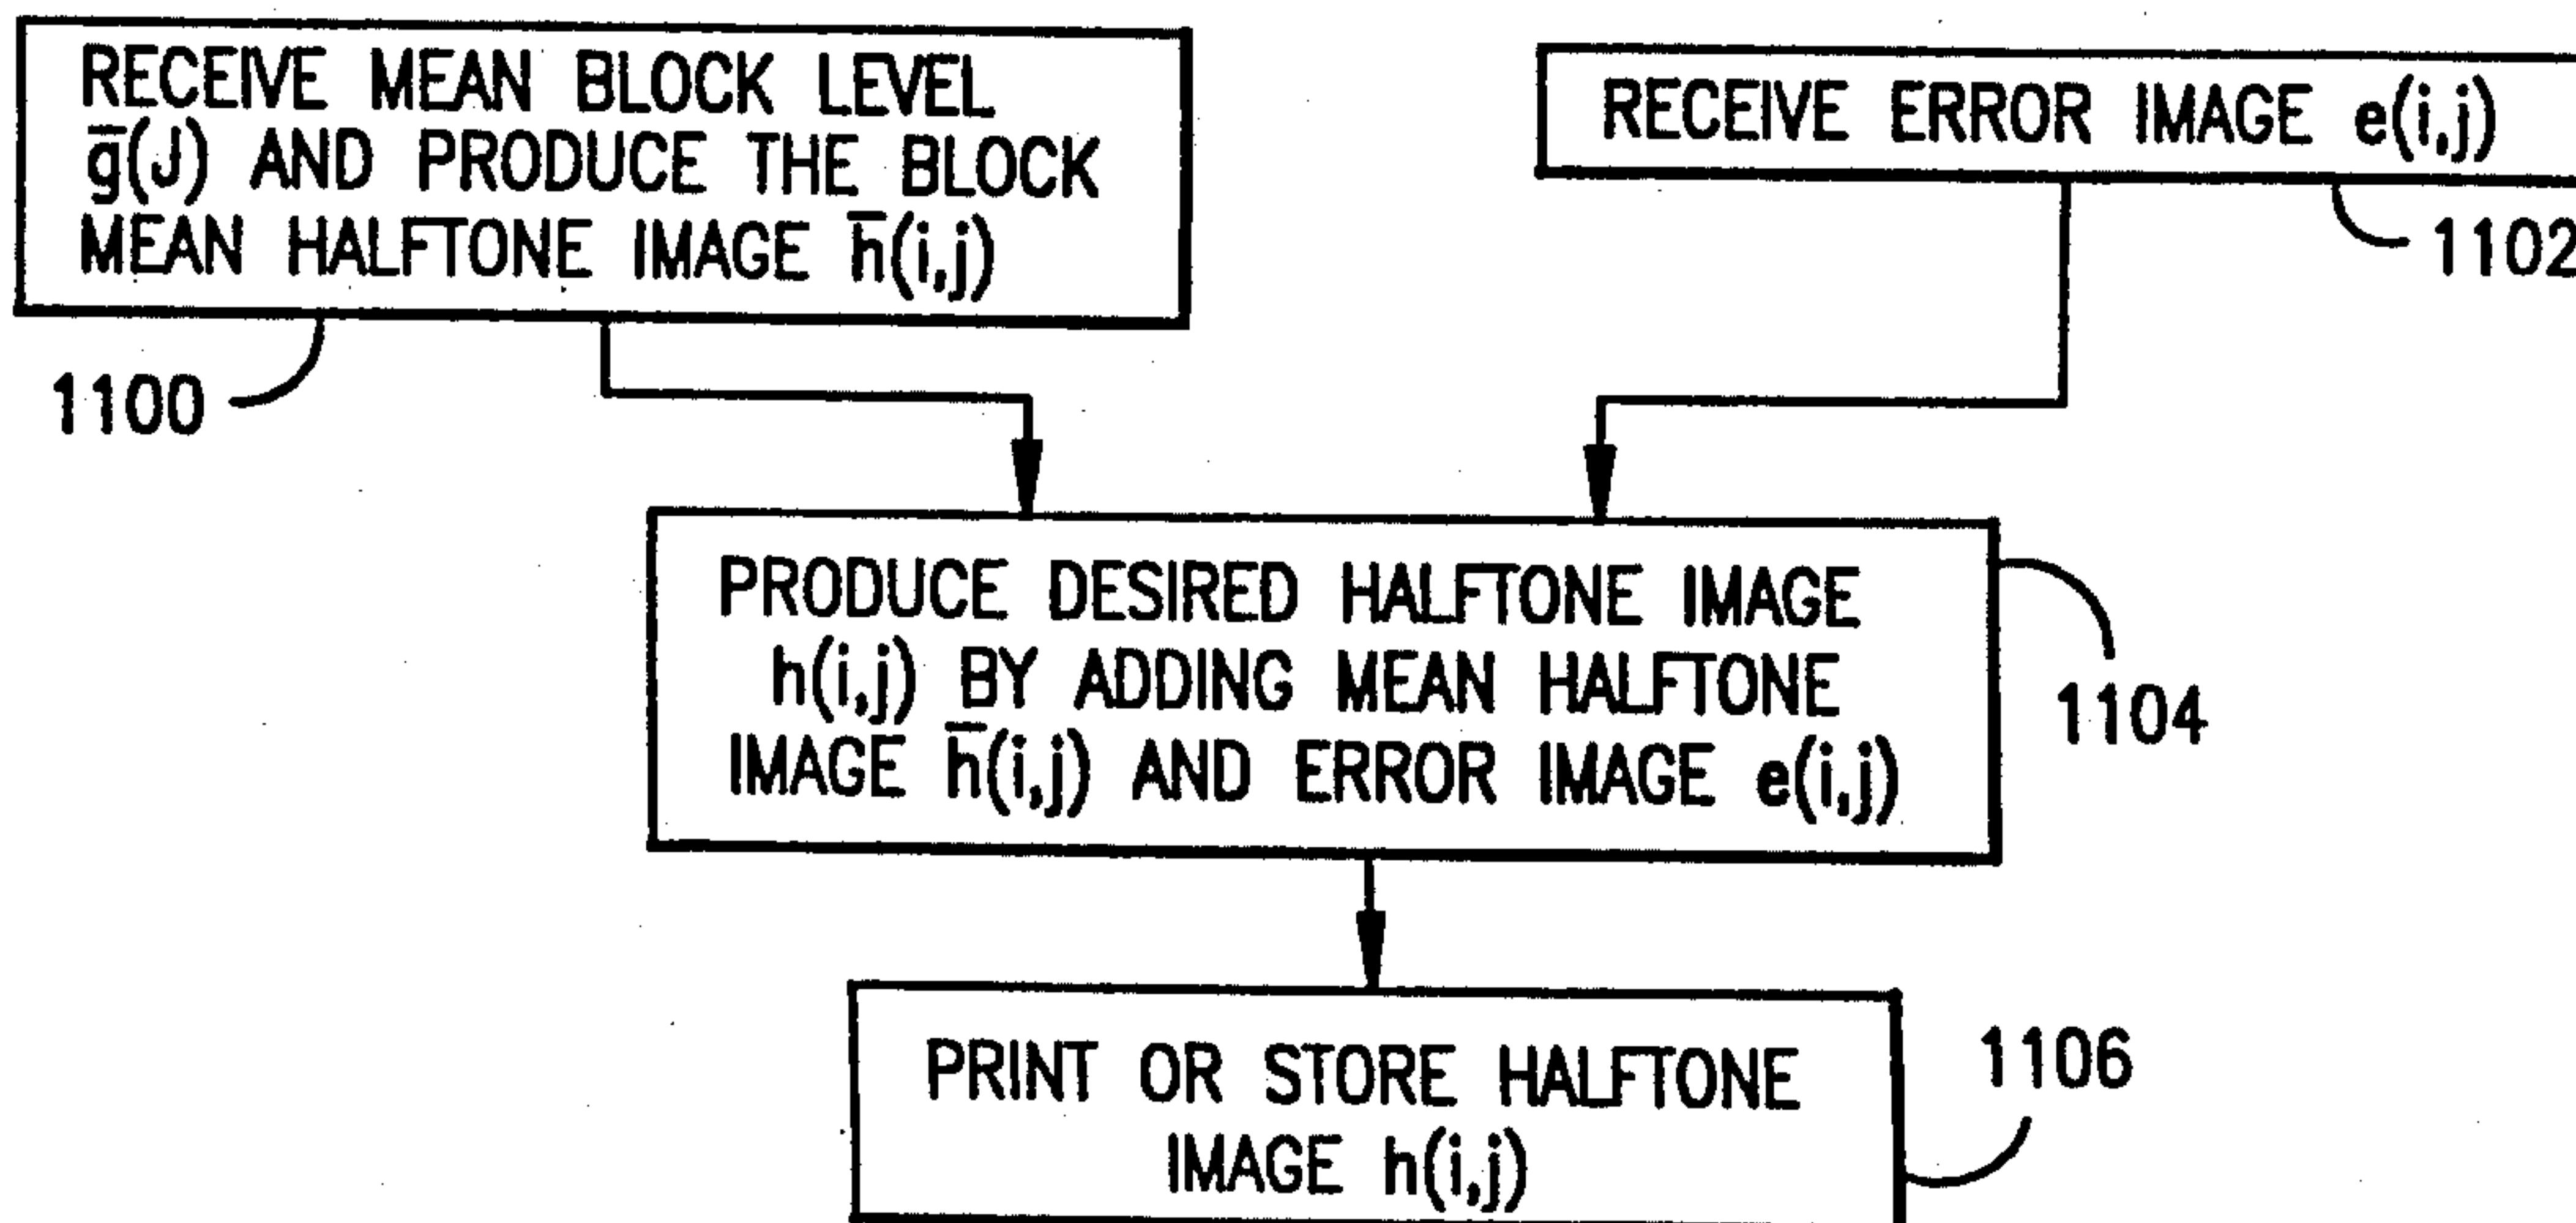 RECEIVE MEAN BLOCK LEVEL
g̅(J) AND PRODUCE THE BLOCK
MEAN HALFTONE IMAGE h̅(i,j)
1100
RECEIVE ERROR IMAGE e(i,j)
1102
PRODUCE DESIRED HALFTONE IMAGE
h(i,j) BY ADDING MEAN HALFTONE
IMAGE h̅(i,j) AND ERROR IMAGE e(i,j)
1104
PRINT OR STORE HALFTONE
IMAGE h(i,j)
1106